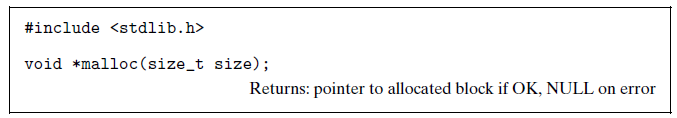 #include <stdlib.h>
void *malloc(size_t size);
Returns: pointer to allocated block if OK, NULL on error